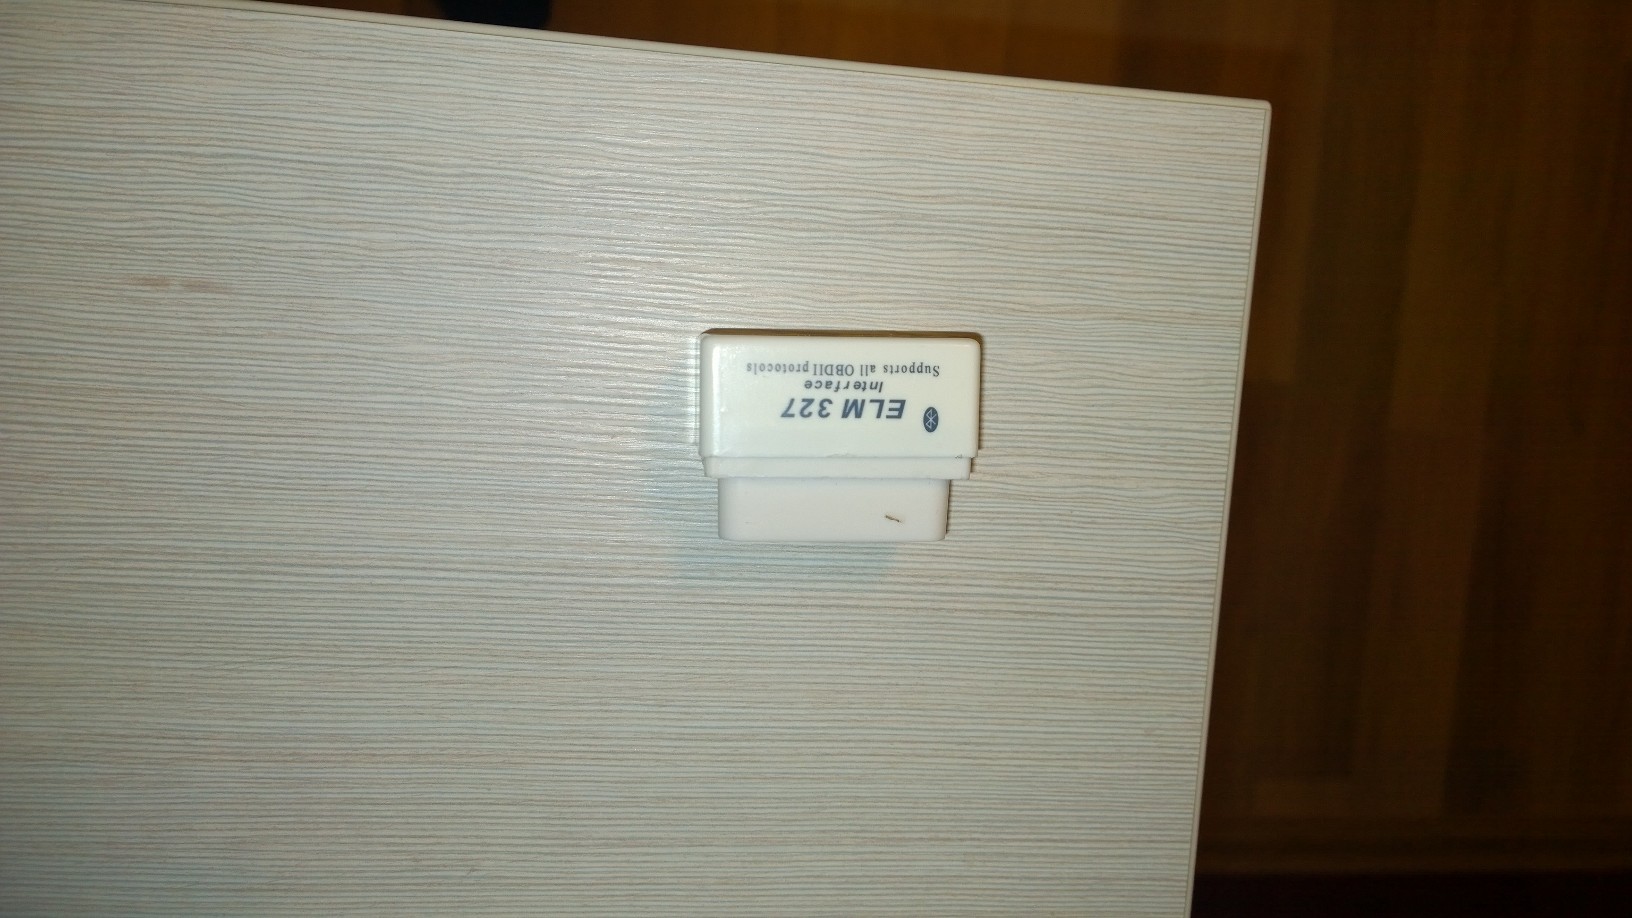 ELM 327
Interface
Supports all OBDII protocols